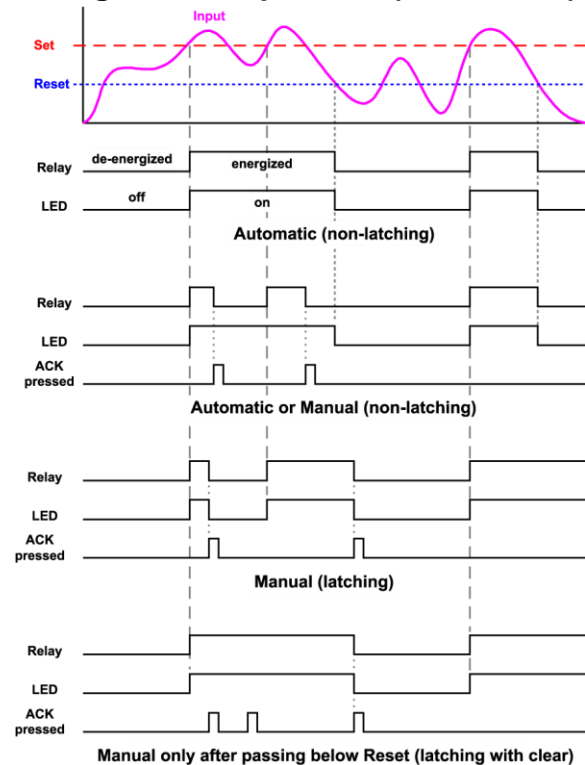 Input
Set
Reset
de-energized energized
Relay
off on
LED
Automatic (non-latching)
Relay
LED
ACK
pressed
Automatic or Manual (non-latching)
Relay
LED
ACK
pressed
Manual (latching)
Relay
LED
ACK
pressed
Manual only after passing below Reset (latching with clear)